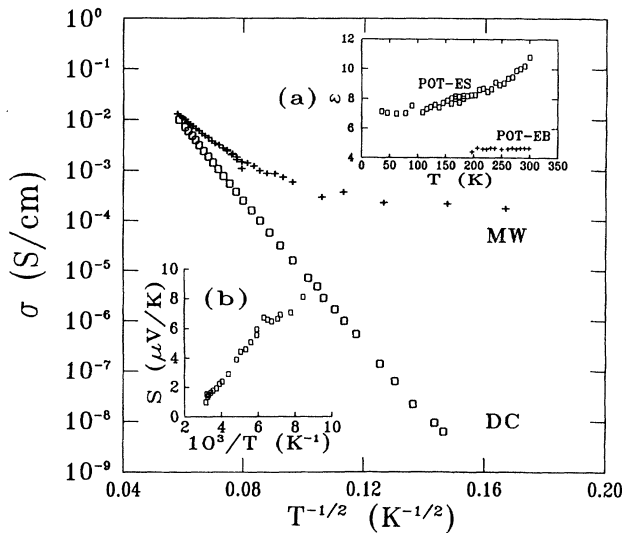 10⁰
10⁻¹
10⁻²
10⁻³
10⁻⁴
10⁻⁵
10⁻⁶
10⁻⁷
10⁻⁸
10⁻⁹
σ (S/cm)
0.04 0.08 0.12 0.16 0.20
T⁻¹/² (K⁻¹/²)
MW
DC
(a)
ε
12
10
8
6
4
POT-ES
POT-EB
0 50 100 150 200 250 300 350
T (K)
(b)
S (μV/K)
10
8
6
4
2
0
2 4 6 8 10
10³/T (K⁻¹)